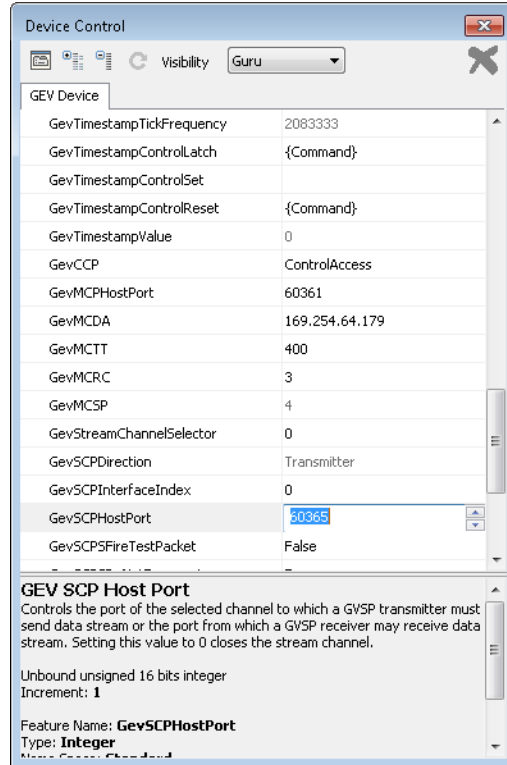 Device Control
Visibility Guru
GEV Device
GevTimestampTickFrequency 2083333
GevTimestampControlLatch {Command}
GevTimestampControlSet
GevTimestampControlReset {Command}
GevTimestampValue 0
GevCCP ControlAccess
GevMCPHostPort 60361
GevMCDA 169.254.64.179
GevMCTT 400
GevMCRC 3
GevMCSP 4
GevStreamChannelSelector 0
GevSCPDirection Transmitter
GevSCPInterfaceIndex 0
GevSCPHostPort 60365
GevSCPSFireTestPacket False
GEV SCP Host Port
Controls the port of the selected channel to which a GVSP transmitter must
send data stream or the port from which a GVSP receiver may receive data
stream. Setting this value to 0 closes the stream channel.
Unbound unsigned 16 bits integer
Increment: 1
Feature Name: GevSCPHostPort
Type: Integer